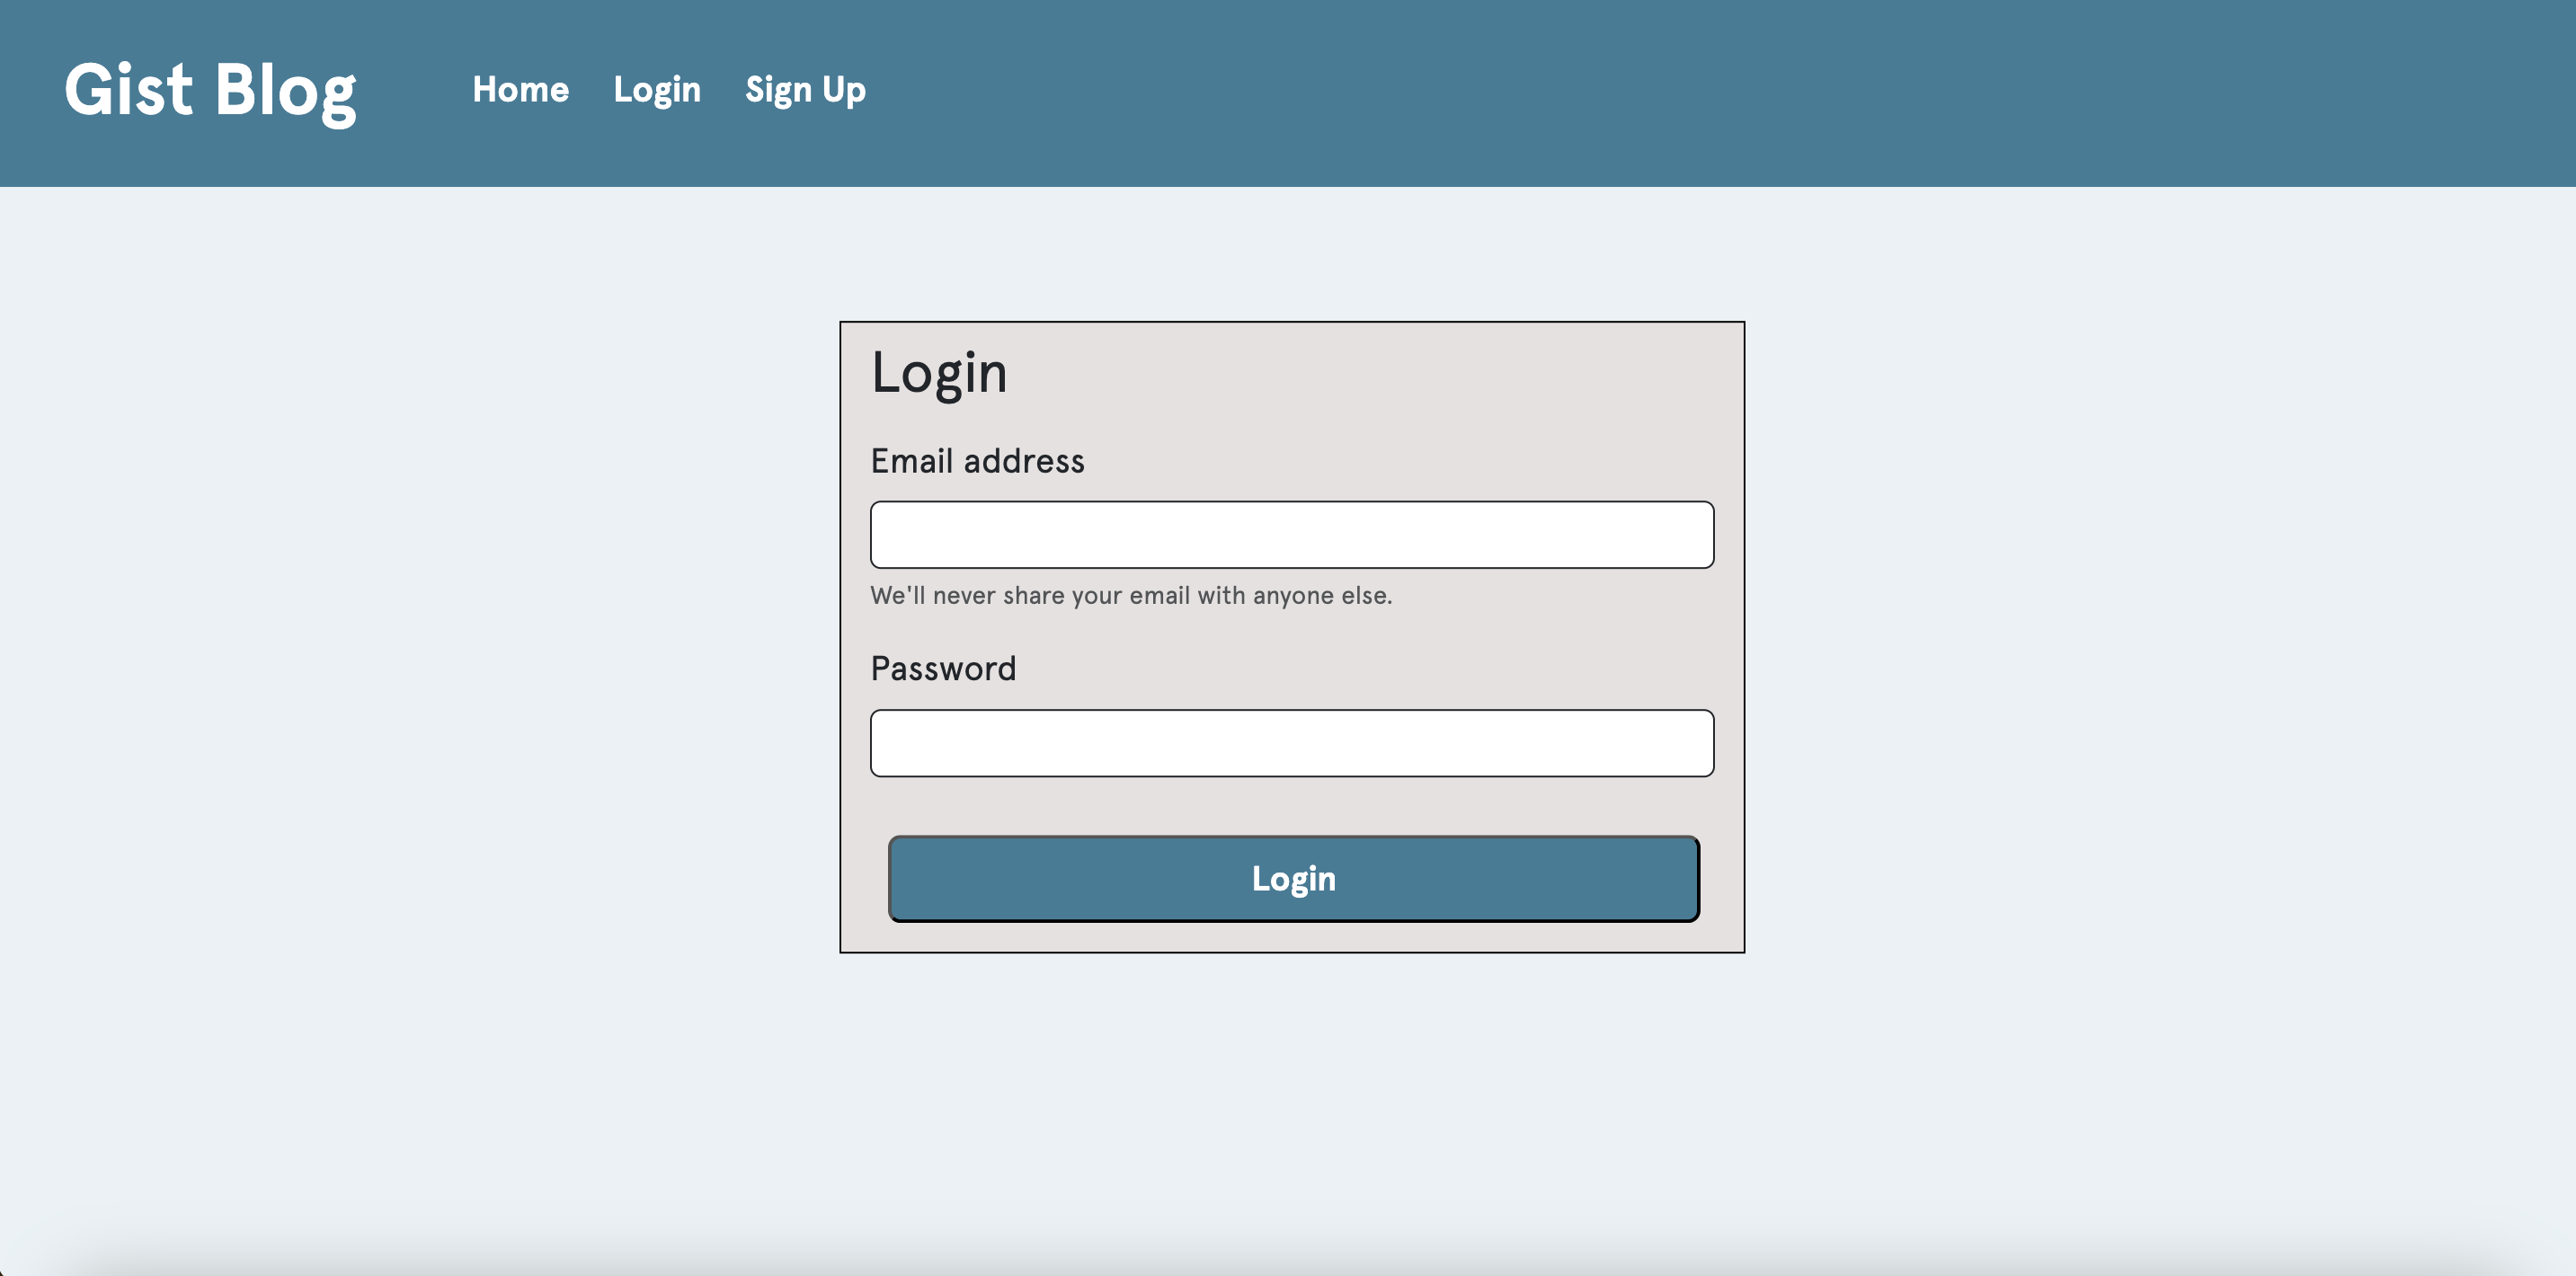 Gist Blog
Home Login Sign Up
Login
Email address
We'll never share your email with anyone else.
Password
Login